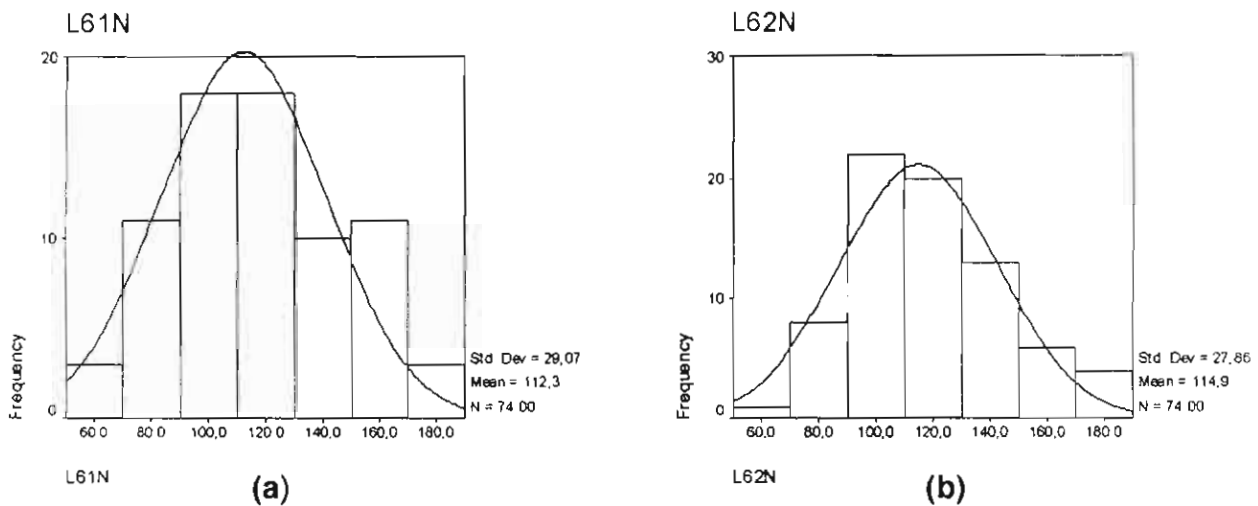 L61N
20
10
0
Frequency
60.0 80.0 100,0 120.0 140.0 160,0 180.0
Std Dev = 29,07
Mean = 112,3
N = 74 00
L61N
(a)
L62N
30
20
10
0
Frequency
60.0 80.0 100,0 120.0 140.0 160.0 180.0
Std Dev = 27,86
Mean = 114,9
N = 74 00
L62N
(b)